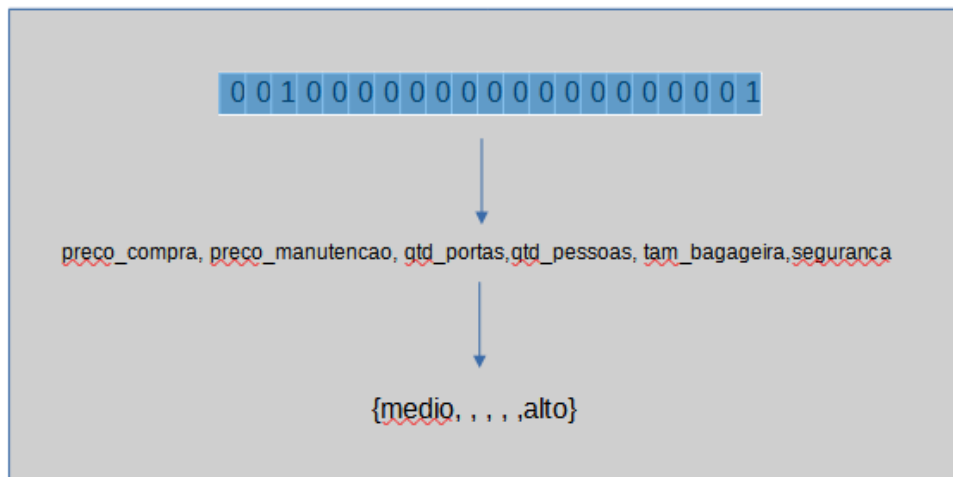 0 0 1 0 0 0 0 0 0 0 0 0 0 0 0 0 0 0 0 0 1
preco_compra, preco_manutencao, qtd_portas,qtd_pessoas, tam_bagageira,seguranca
{medio, , , , ,alto}